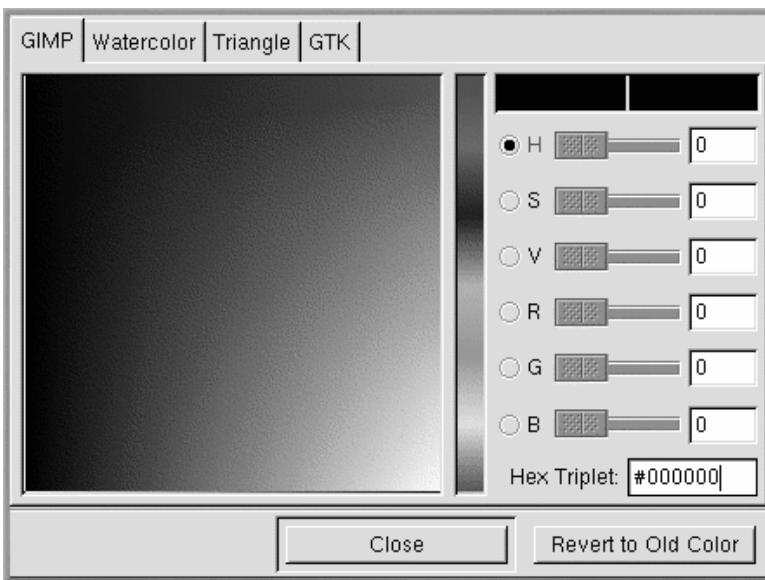 GIMP Watercolor Triangle GTK
H 0
S 0
V 0
R 0
G 0
B 0
Hex Triplet: #000000
Close Revert to Old Color